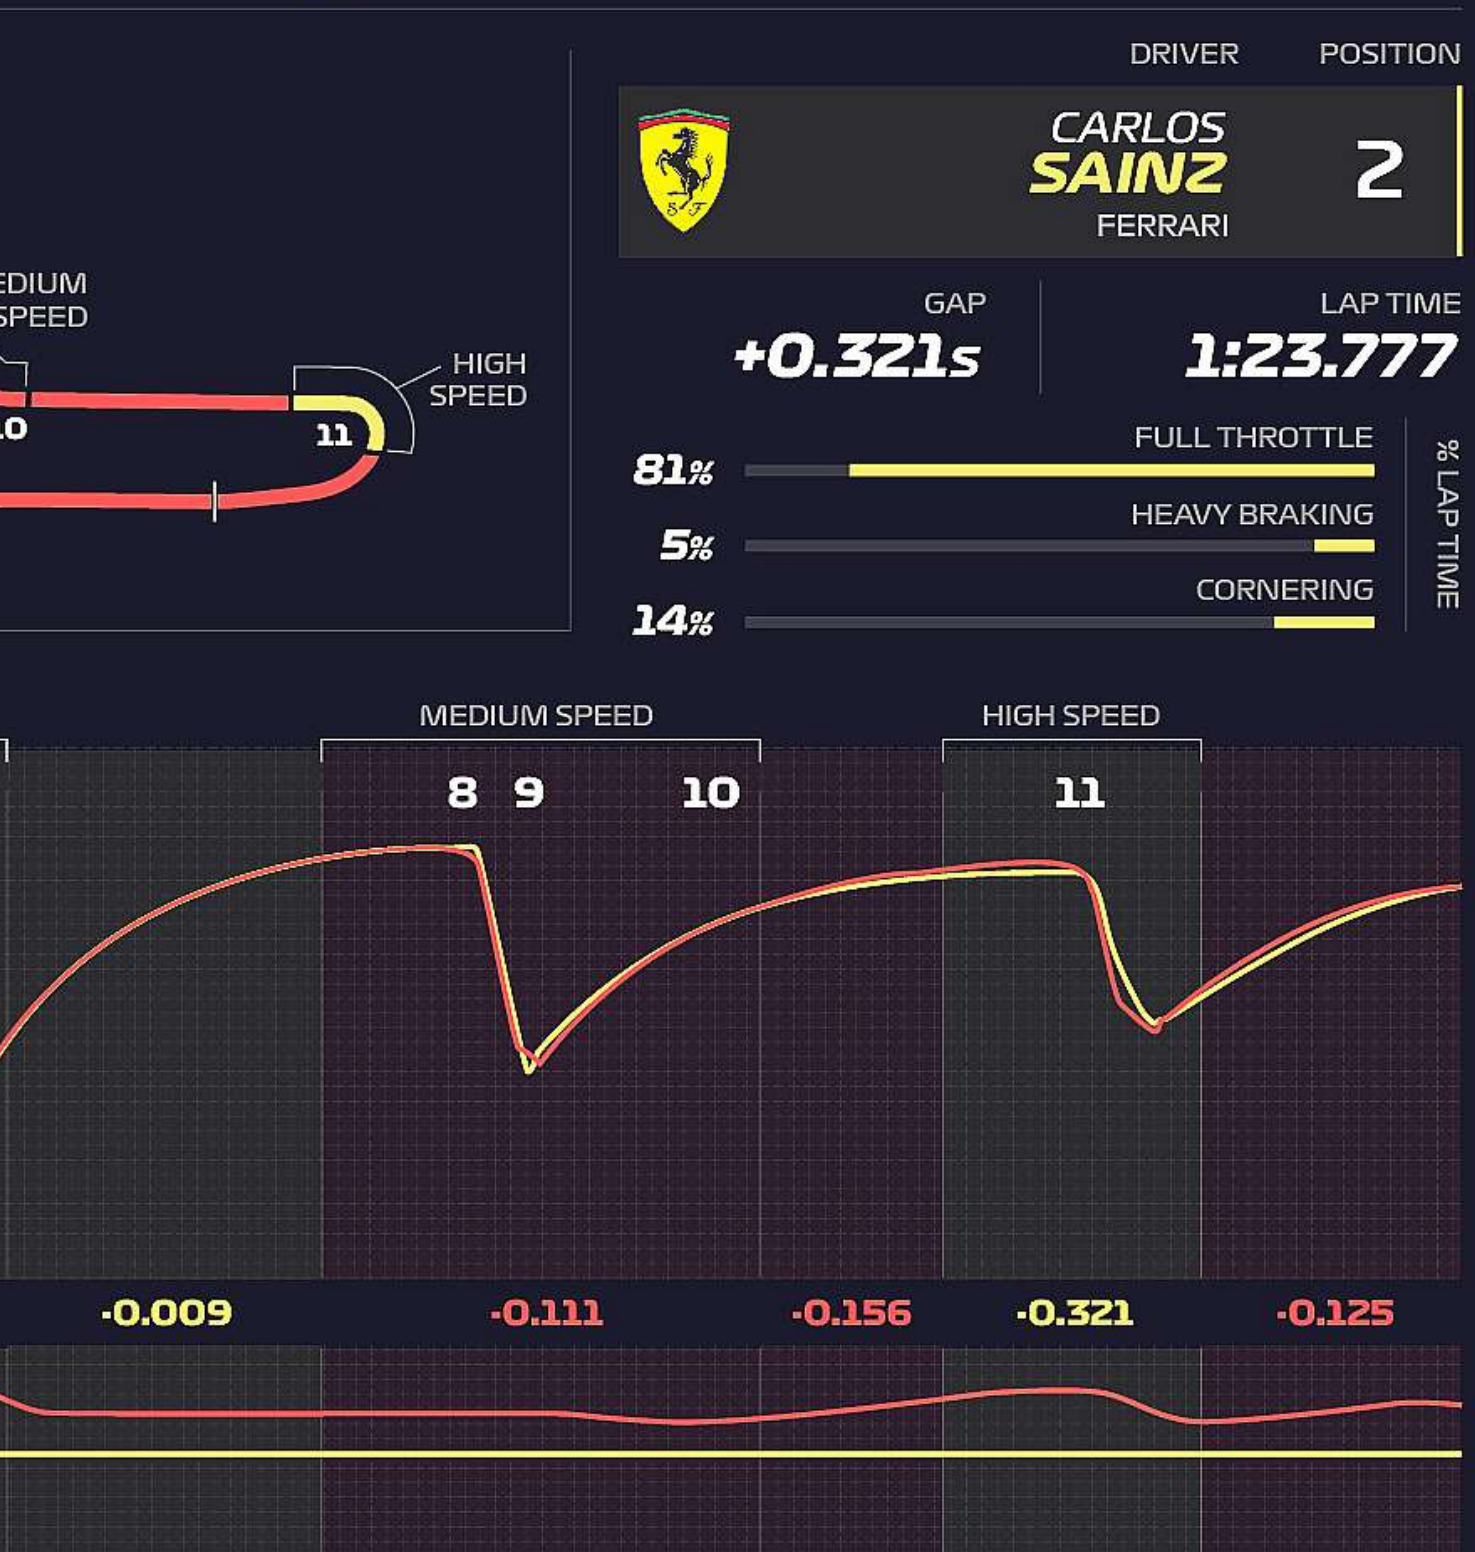 DRIVER POSITION
CARLOS
SAINZ
FERRARI
2
S F
GAP
+0.321s
LAP TIME
1:23.777
EDIUM
SPEED
HIGH
SPEED
10
11
FULL THROTTLE
81%
HEAVY BRAKING
5%
CORNERING
14%
% LAP TIME
MEDIUM SPEED
HIGH SPEED
8 9 10 11
-0.009 -0.111 -0.156 -0.321 -0.125